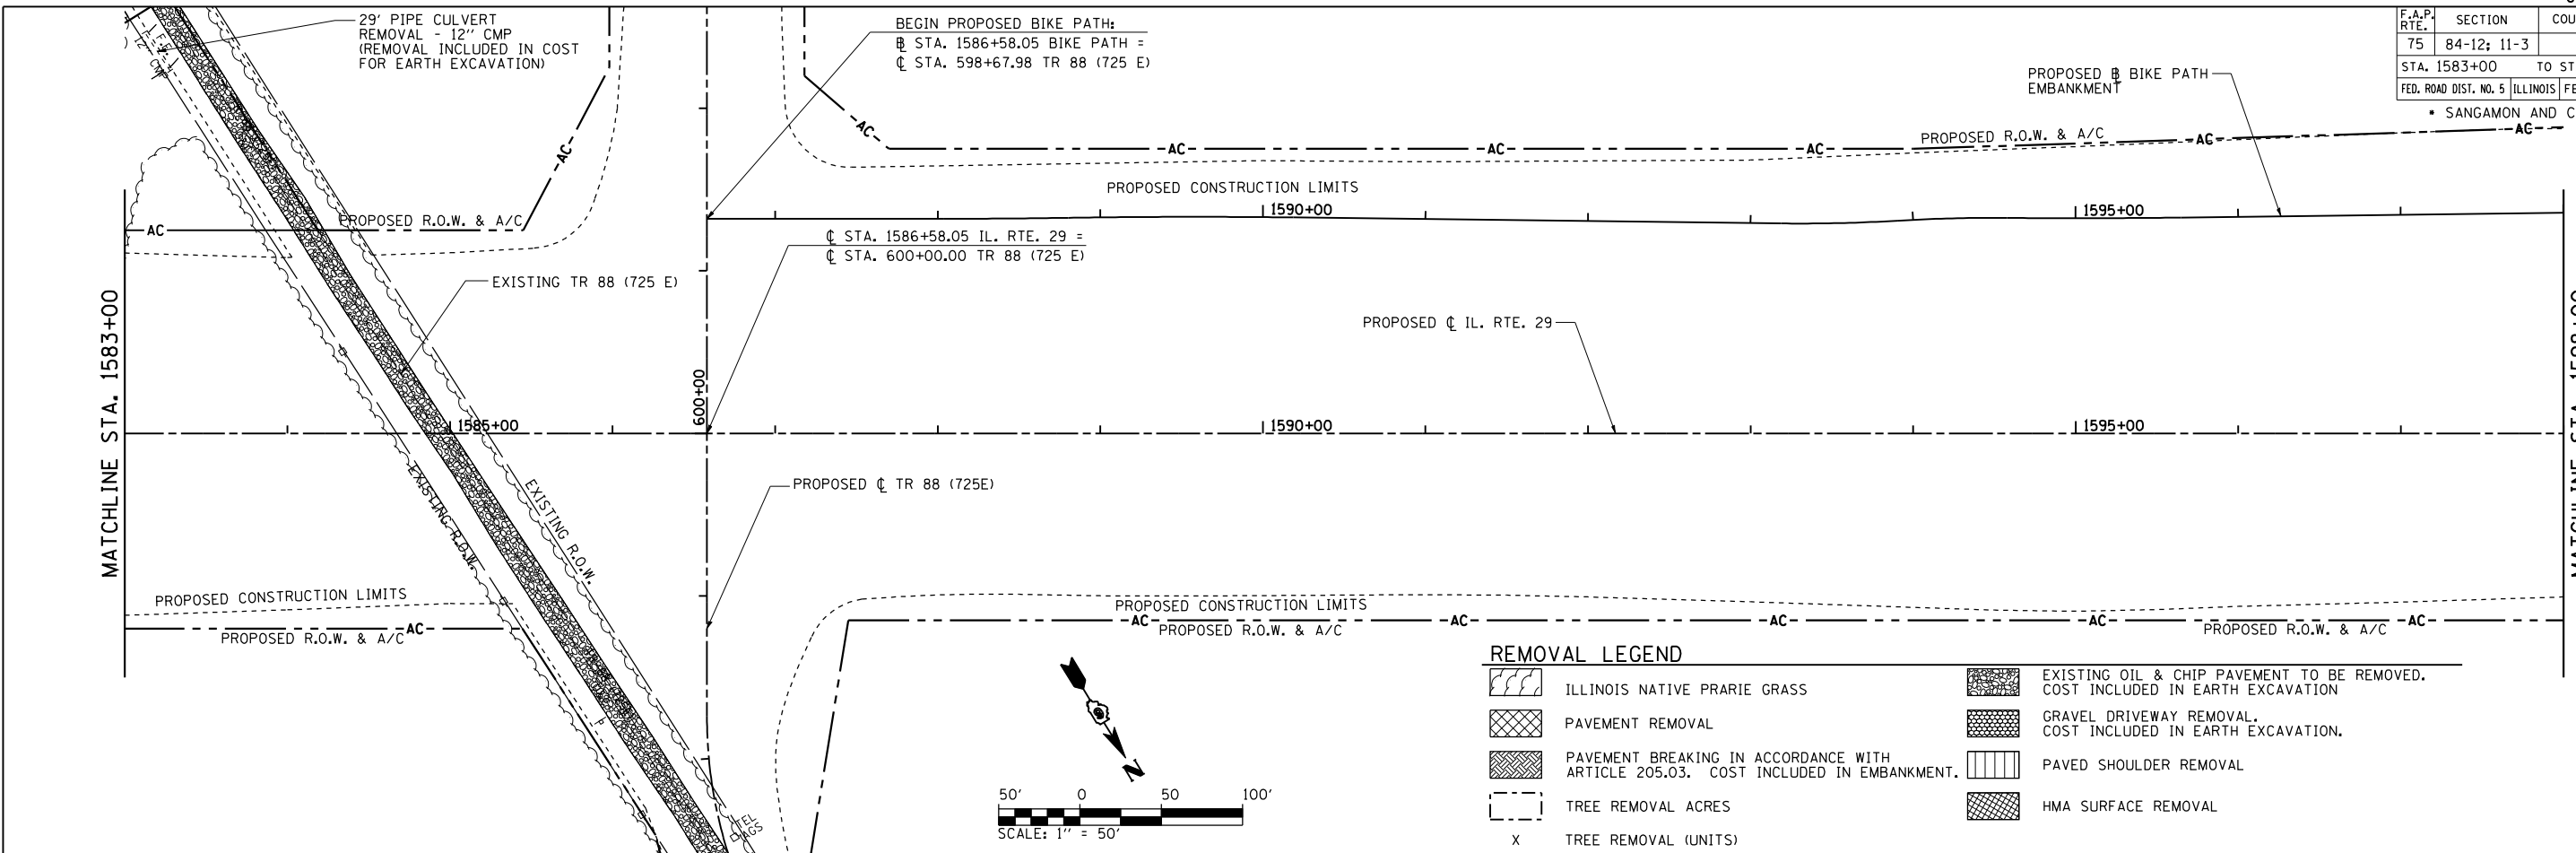 29' PIPE CULVERT
REMOVAL - 12" CMP
(REMOVAL INCLUDED IN COST
FOR EARTH EXCAVATION)
BEGIN PROPOSED BIKE PATH:
STA. 1586+58.05 BIKE PATH =
℄ STA. 598+67.98 TR 88 (725 E)
F.A.P.
RTE.
SECTION
COU
75
84-12; 11-3
STA. 1583+00 TO ST
FED. ROAD DIST. NO. 5
ILLINOIS
FE
* SANGAMON AND C
PROPOSED BIKE PATH
EMBANKMENT
12" CMP
AC
AC
AC
AC
AC
PROPOSED R.O.W. & A/C
AC
AC
PROPOSED CONSTRUCTION LIMITS
1590+00
1595+00
AC
PROPOSED R.O.W. & A/C
℄ STA. 1586+58.05 IL. RTE. 29 =
℄ STA. 600+00.00 TR 88 (725 E)
EXISTING TR 88 (725 E)
PROPOSED ℄ IL. RTE. 29
MATCHLINE STA. 1583+00
600+00
1585+00
1590+00
1595+00
MATCHLINE STA. 1598+00
EXISTING R.O.W.
EXISTING R.O.W.
PROPOSED ℄ TR 88 (725E)
PROPOSED CONSTRUCTION LIMITS
AC
PROPOSED R.O.W. & A/C
PROPOSED CONSTRUCTION LIMITS
AC
AC
AC
AC
AC
PROPOSED R.O.W. & A/C
PROPOSED R.O.W. & A/C
N
50' 0 50 100'
SCALE: 1" = 50'
REMOVAL LEGEND
ILLINOIS NATIVE PRARIE GRASS
PAVEMENT REMOVAL
PAVEMENT BREAKING IN ACCORDANCE WITH
ARTICLE 205.03. COST INCLUDED IN EMBANKMENT.
TREE REMOVAL ACRES
X TREE REMOVAL (UNITS)
EXISTING OIL & CHIP PAVEMENT TO BE REMOVED.
COST INCLUDED IN EARTH EXCAVATION
GRAVEL DRIVEWAY REMOVAL.
COST INCLUDED IN EARTH EXCAVATION.
PAVED SHOULDER REMOVAL
HMA SURFACE REMOVAL